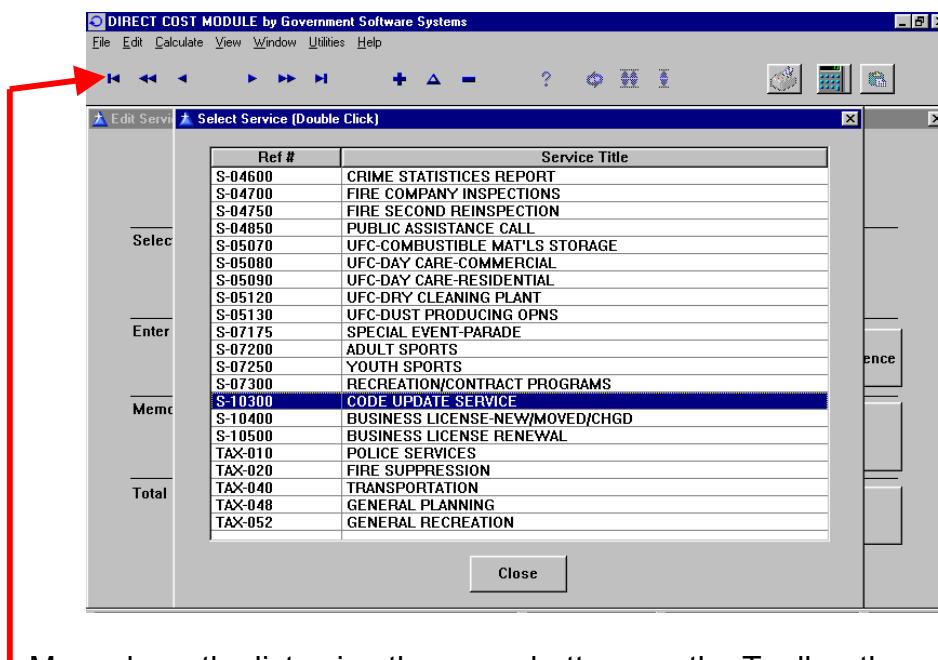 DIRECT COST MODULE by Government Software Systems
File Edit Calculate View Window Utilities Help
?
Select Service (Double Click)
Ref # Service Title
S-04600 CRIME STATISTICES REPORT
S-04700 FIRE COMPANY INSPECTIONS
S-04750 FIRE SECOND REINSPECTION
S-04850 PUBLIC ASSISTANCE CALL
S-05070 UFC-COMBUSTIBLE MAT'LS STORAGE
S-05080 UFC-DAY CARE-COMMERCIAL
S-05090 UFC-DAY CARE-RESIDENTIAL
S-05120 UFC-DRY CLEANING PLANT
S-05130 UFC-DUST PRODUCING OPNS
Enter
S-07175 SPECIAL EVENT-PARADE
S-07200 ADULT SPORTS
S-07250 YOUTH SPORTS
S-07300 RECREATION/CONTRACT PROGRAMS
S-10300 CODE UPDATE SERVICE
S-10400 BUSINESS LICENSE-NEW/MOVED/CHGD
S-10500 BUSINESS LICENSE RENEWAL
TAX-010 POLICE SERVICES
TAX-020 FIRE SUPPRESSION
Total
TAX-040 TRANSPORTATION
TAX-048 GENERAL PLANNING
TAX-052 GENERAL RECREATION
Close